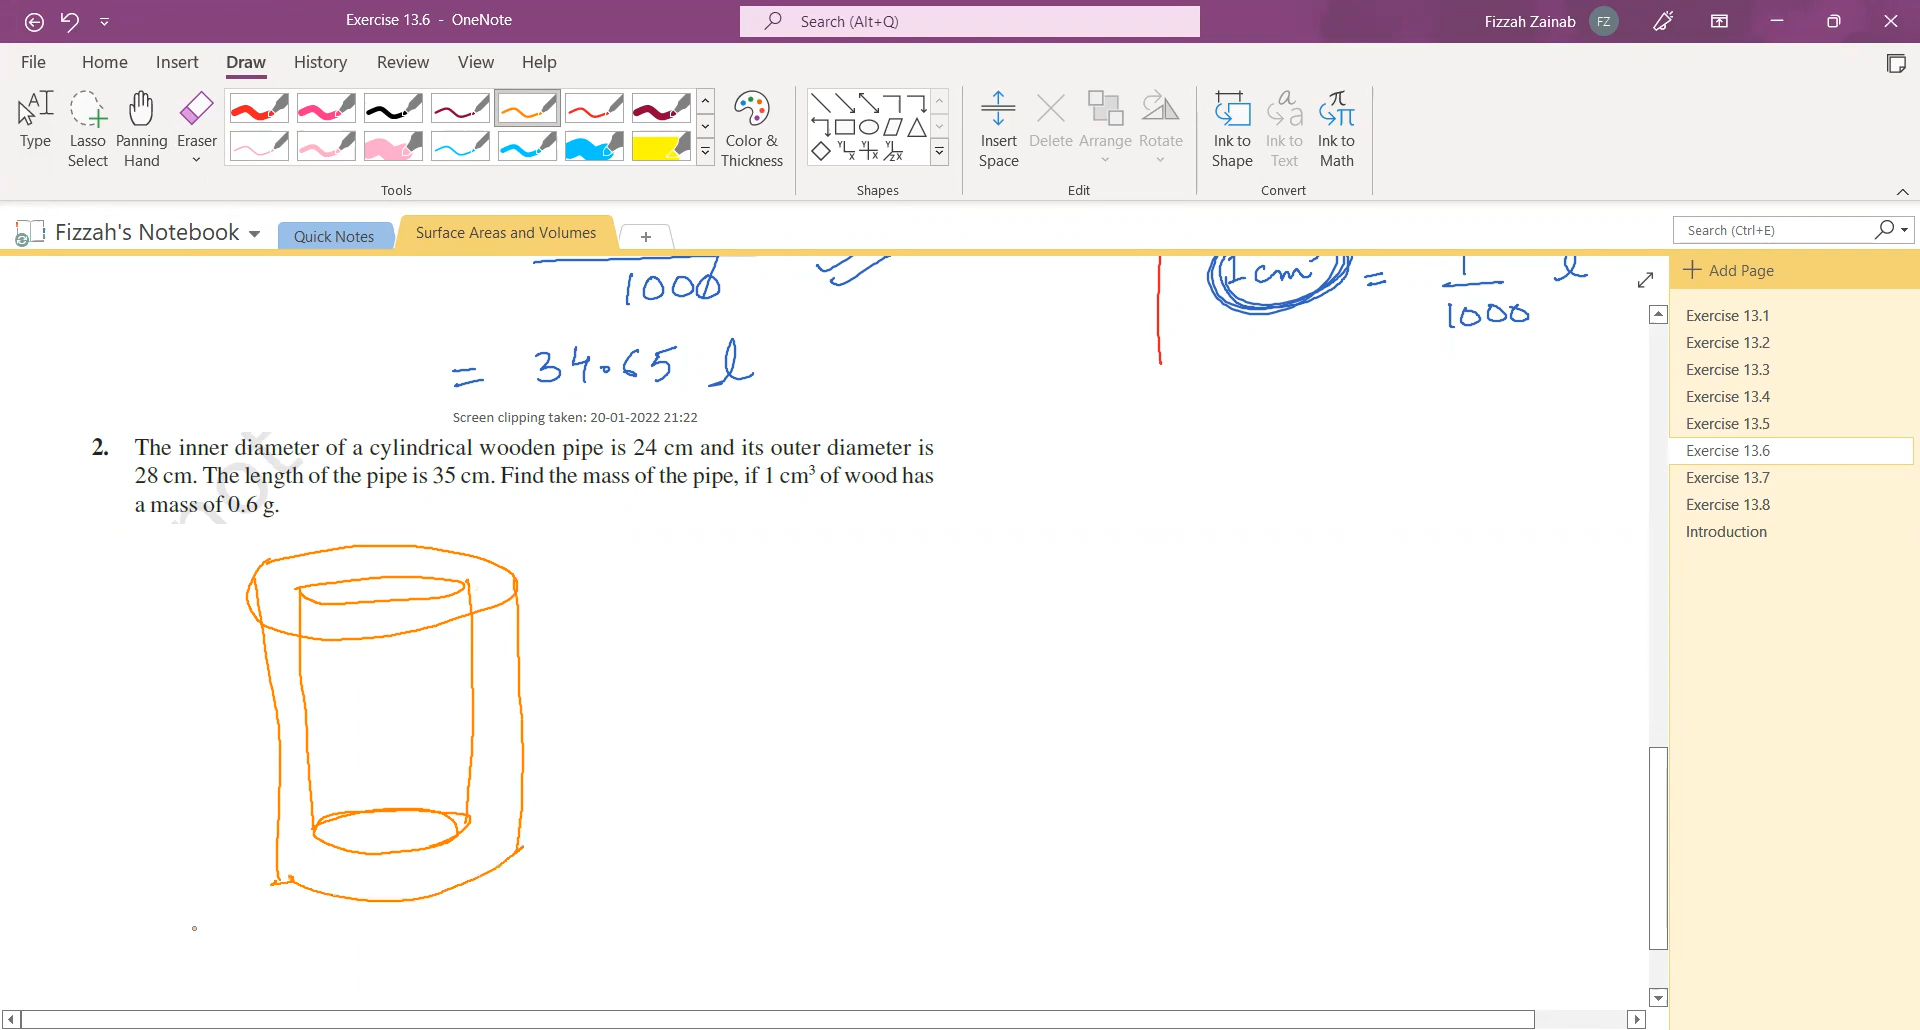 Exercise 13.6 - OneNote
Search (Alt+Q)
Fizzah Zainab
FZ
File Home Insert Draw History Review View Help
Type
Lasso Select
Panning Hand
Eraser
Color & Thickness
Insert Space
Delete
Arrange
Rotate
Ink to Shape
Ink to Text
Ink to Math
Tools
Shapes
Edit
Convert
Fizzah's Notebook
Quick Notes
Surface Areas and Volumes
Search (Ctrl+E)
Add Page
Exercise 13.1
Exercise 13.2
Exercise 13.3
Exercise 13.4
Exercise 13.5
Exercise 13.6
Exercise 13.7
Exercise 13.8
Introduction
1000
= 34.65 l
1 cm³ = 1/1000 l
Screen clipping taken: 20-01-2022 21:22
2. The inner diameter of a cylindrical wooden pipe is 24 cm and its outer diameter is
28 cm. The length of the pipe is 35 cm. Find the mass of the pipe, if 1 cm³ of wood has
a mass of 0.6 g.
not